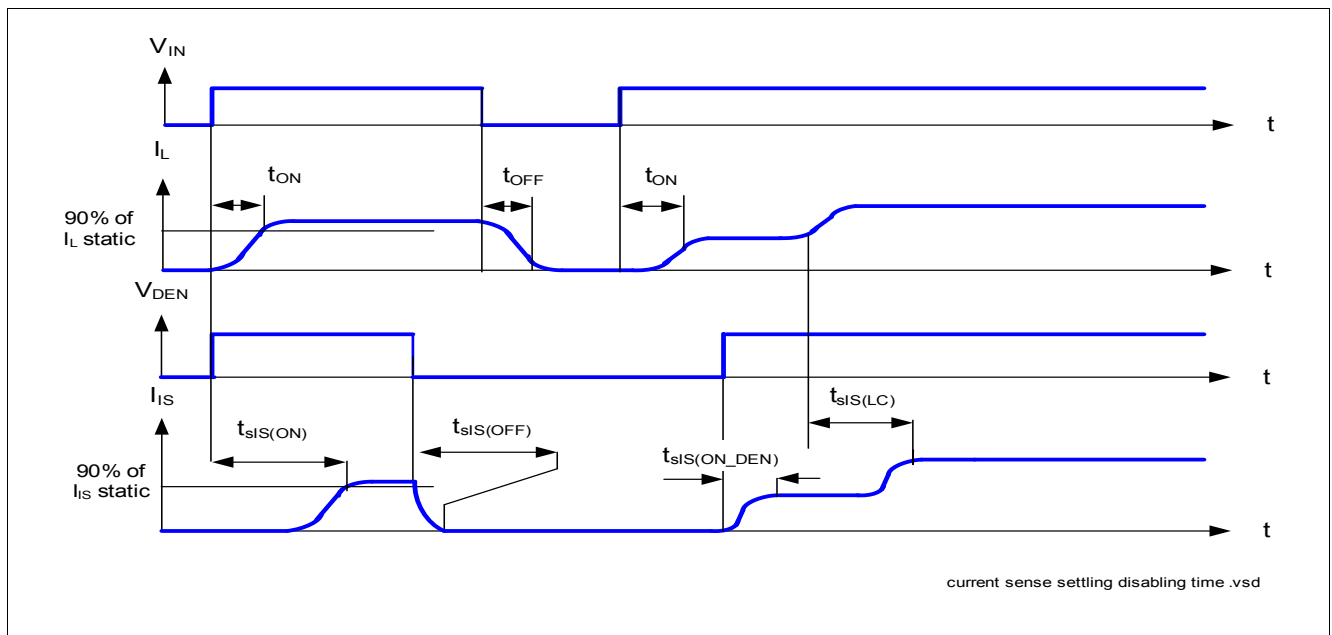 VIN
t
IL
tON
tOFF
tON
90% of
IL static
t
VDEN
t
IIS
tsIS(ON)
tsIS(OFF)
tsIS(LC)
tsIS(ON_DEN)
90% of
IIS static
t
current sense settling disabling time .vsd